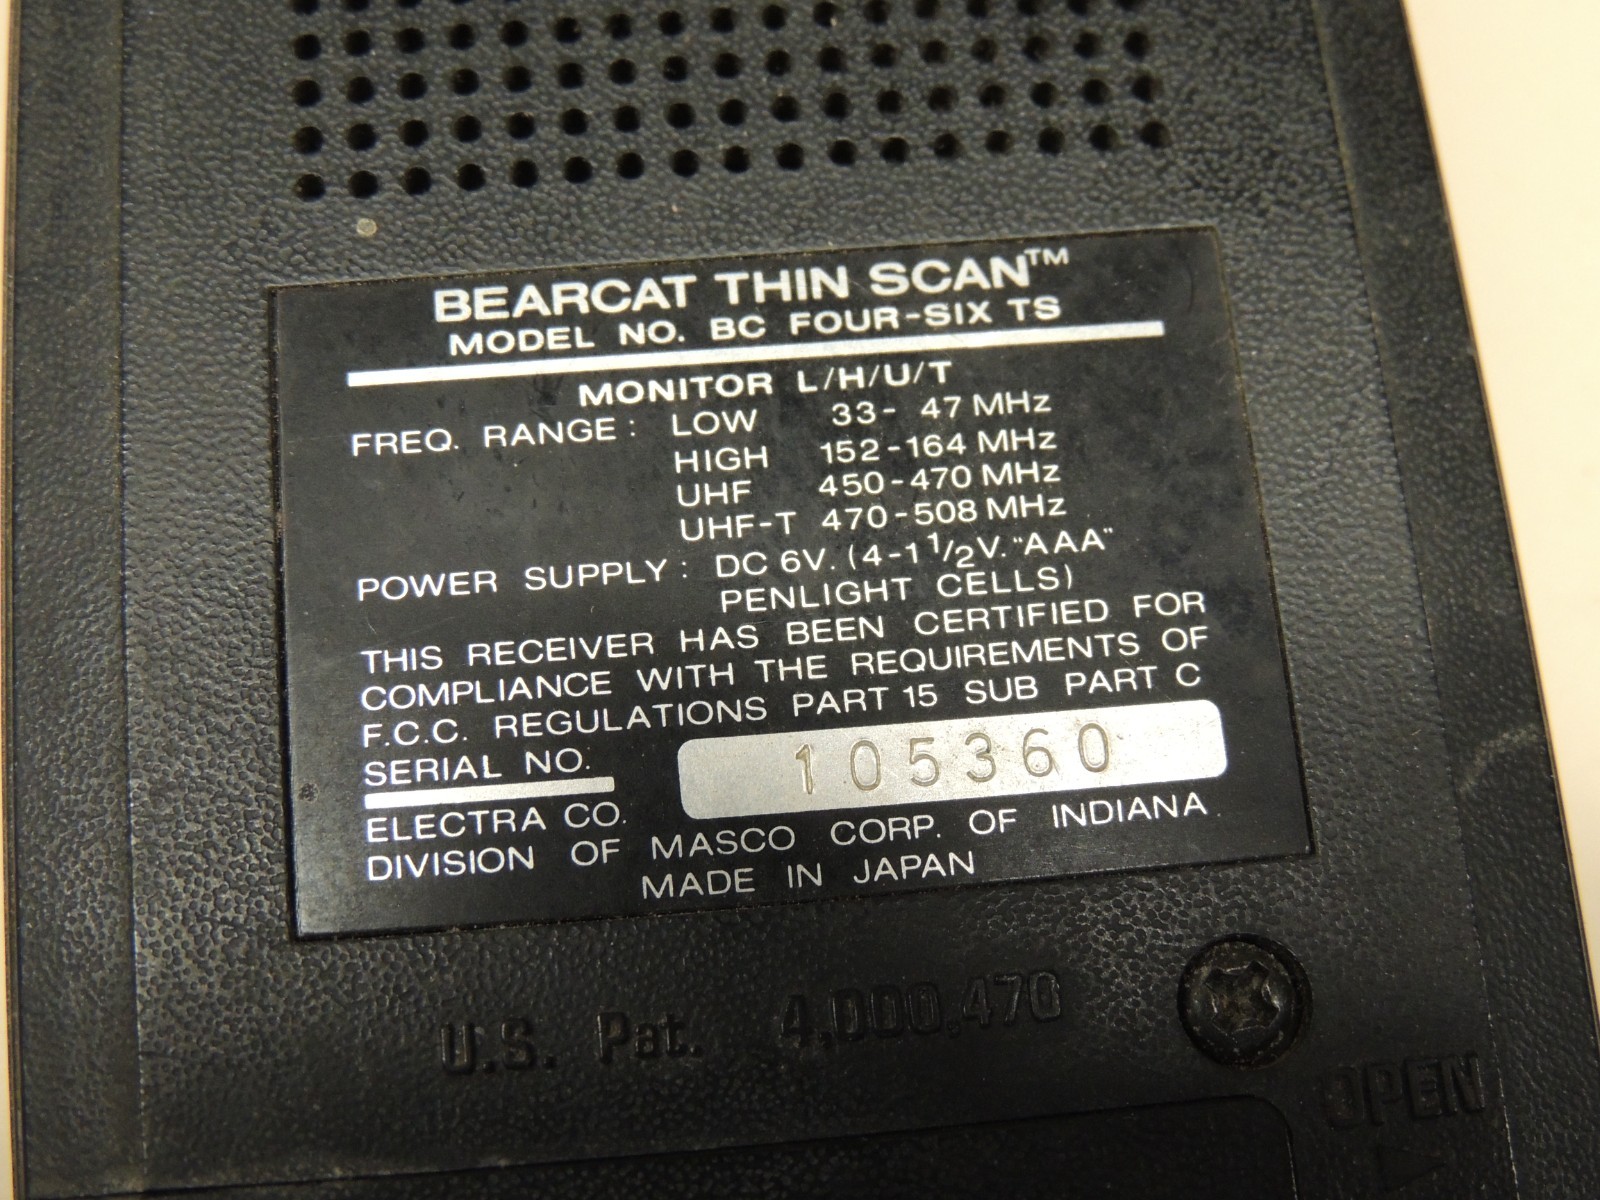 BEARCAT THIN SCAN™
MODEL NO. BC FOUR-SIX TS
MONITOR L/H/U/T
FREQ. RANGE: LOW 33- 47 MHz
HIGH 152-164 MHz
UHF 450-470 MHz
UHF-T 470-508 MHz
POWER SUPPLY: DC 6V. (4-1 1/2V. "AAA"
PENLIGHT CELLS)
THIS RECEIVER HAS BEEN CERTIFIED FOR
COMPLIANCE WITH THE REQUIREMENTS OF
F.C.C. REGULATIONS PART 15 SUB PART C
SERIAL NO. 105360
ELECTRA CO.
DIVISION OF MASCO CORP. OF INDIANA
MADE IN JAPAN
U.S. Pat. 4,000,470
OPEN